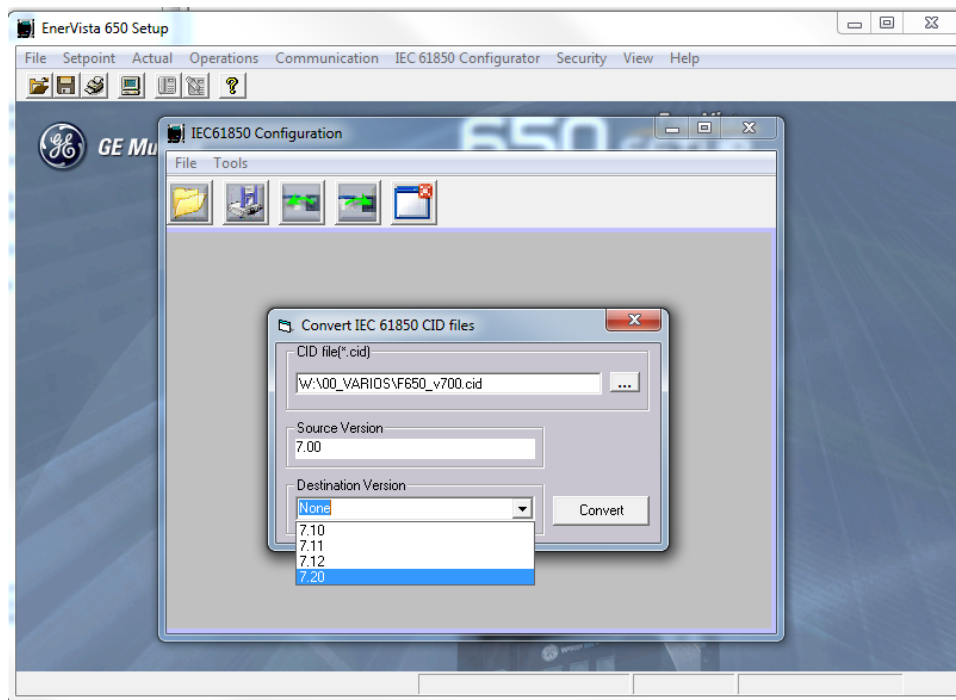 EnerVista 650 Setup
File Setpoint Actual Operations Communication IEC 61850 Configurator Security View Help
GE Mu
650
IEC61850 Configuration
File Tools
Convert IEC 61850 CID files
CID file(*.cid)
W:\00_VARIOS\F650_v700.cid
...
Source Version
7.00
Destination Version
None
Convert
7.10
7.11
7.12
7.20